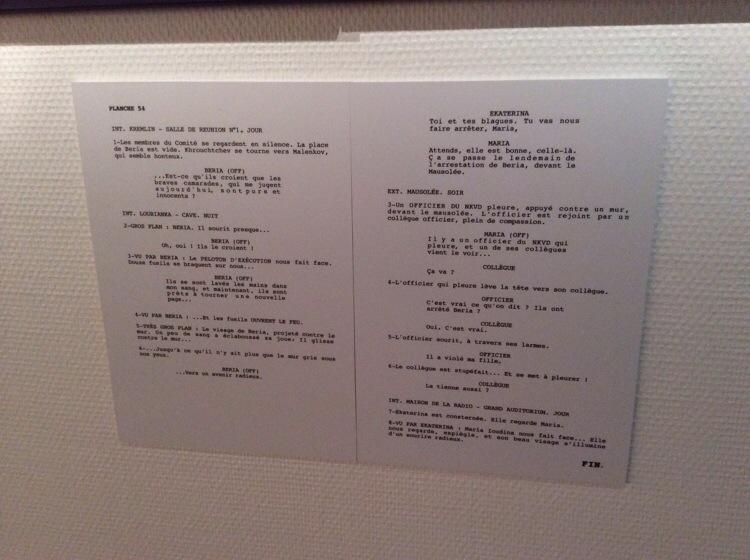 PLANCHE 54
INT. KREMLIN - SALLE DE REUNION N°1. JOUR
1-Les membres du Comité se regardent en silence. La place
de Beria est vide. Khrouchtchev se tourne vers Malenkov,
qui semble honteux.
BERIA (OFF)
...Est-ce qu'ils croient que les
braves camarades, qui me jugent
aujourd'hui, sont purs et
innocents ?
INT. LOUBIANKA - CAVE. NUIT
2-GROS PLAN : BERIA. Il sourit presque...
BERIA (OFF)
Oh, oui ! Ils le croient !
3-VU PAR BERIA : Le PELOTON D'EXÉCUTION nous fait face.
Douze fusils se braquent sur nous...
BERIA (OFF)
Ils se sont lavés les mains dans
mon sang, et maintenant, ils sont
prêts à tourner une nouvelle
page...
4-VU PAR BERIA : ...Et les fusils OUVRENT LE FEU.
5-TRÈS GROS PLAN : Le visage de Beria, projeté contre le
mur. Un peu de sang a éclaboussé sa joue. Il glisse
contre le mur...
6-...Jusqu'à ce qu'il n'y ait plus que le mur gris sous
nos yeux.
BERIA (OFF)
...Vers un avenir radieux.
EKATERINA
Toi et tes blagues. Tu vas nous
faire arrêter, Maria,
MARIA
Attends, elle est bonne, celle-là.
Ça se passe le lendemain de
l'arrestation de Beria, devant le
Mausolée.
EXT. MAUSOLÉE. SOIR
3-Un OFFICIER DU NKVD pleure, appuyé contre un mur,
devant le mausolée. L'officier est rejoint par un
collègue officier, plein de compassion.
MARIA (OFF)
Il y a un officier du NKVD qui
pleure, et un de ses collègues
vient le voir...
COLLÈGUE
Ça va ?
4-L'officier qui pleure lève la tête vers son collègue.
OFFICIER
C'est vrai ce qu'on dit ? Ils ont
arrêté Beria ?
COLLÈGUE
Oui. C'est vrai.
5-L'officier sourit, à travers ses larmes.
OFFICIER
Il a violé ma fille.
6-Le collègue est stupéfait... Et se met à pleurer !
COLLÈGUE
La tienne aussi ?
INT. MAISON DE LA RADIO - GRAND AUDITORIUM. JOUR
7-Ekaterina est consternée. Elle regarde Maria.
8-VU PAR EKATERINA : Maria Ioudina nous fait face... Elle
nous regarde, espiègle, et son beau visage s'illumine
d'un sourire radieux.
FIN.